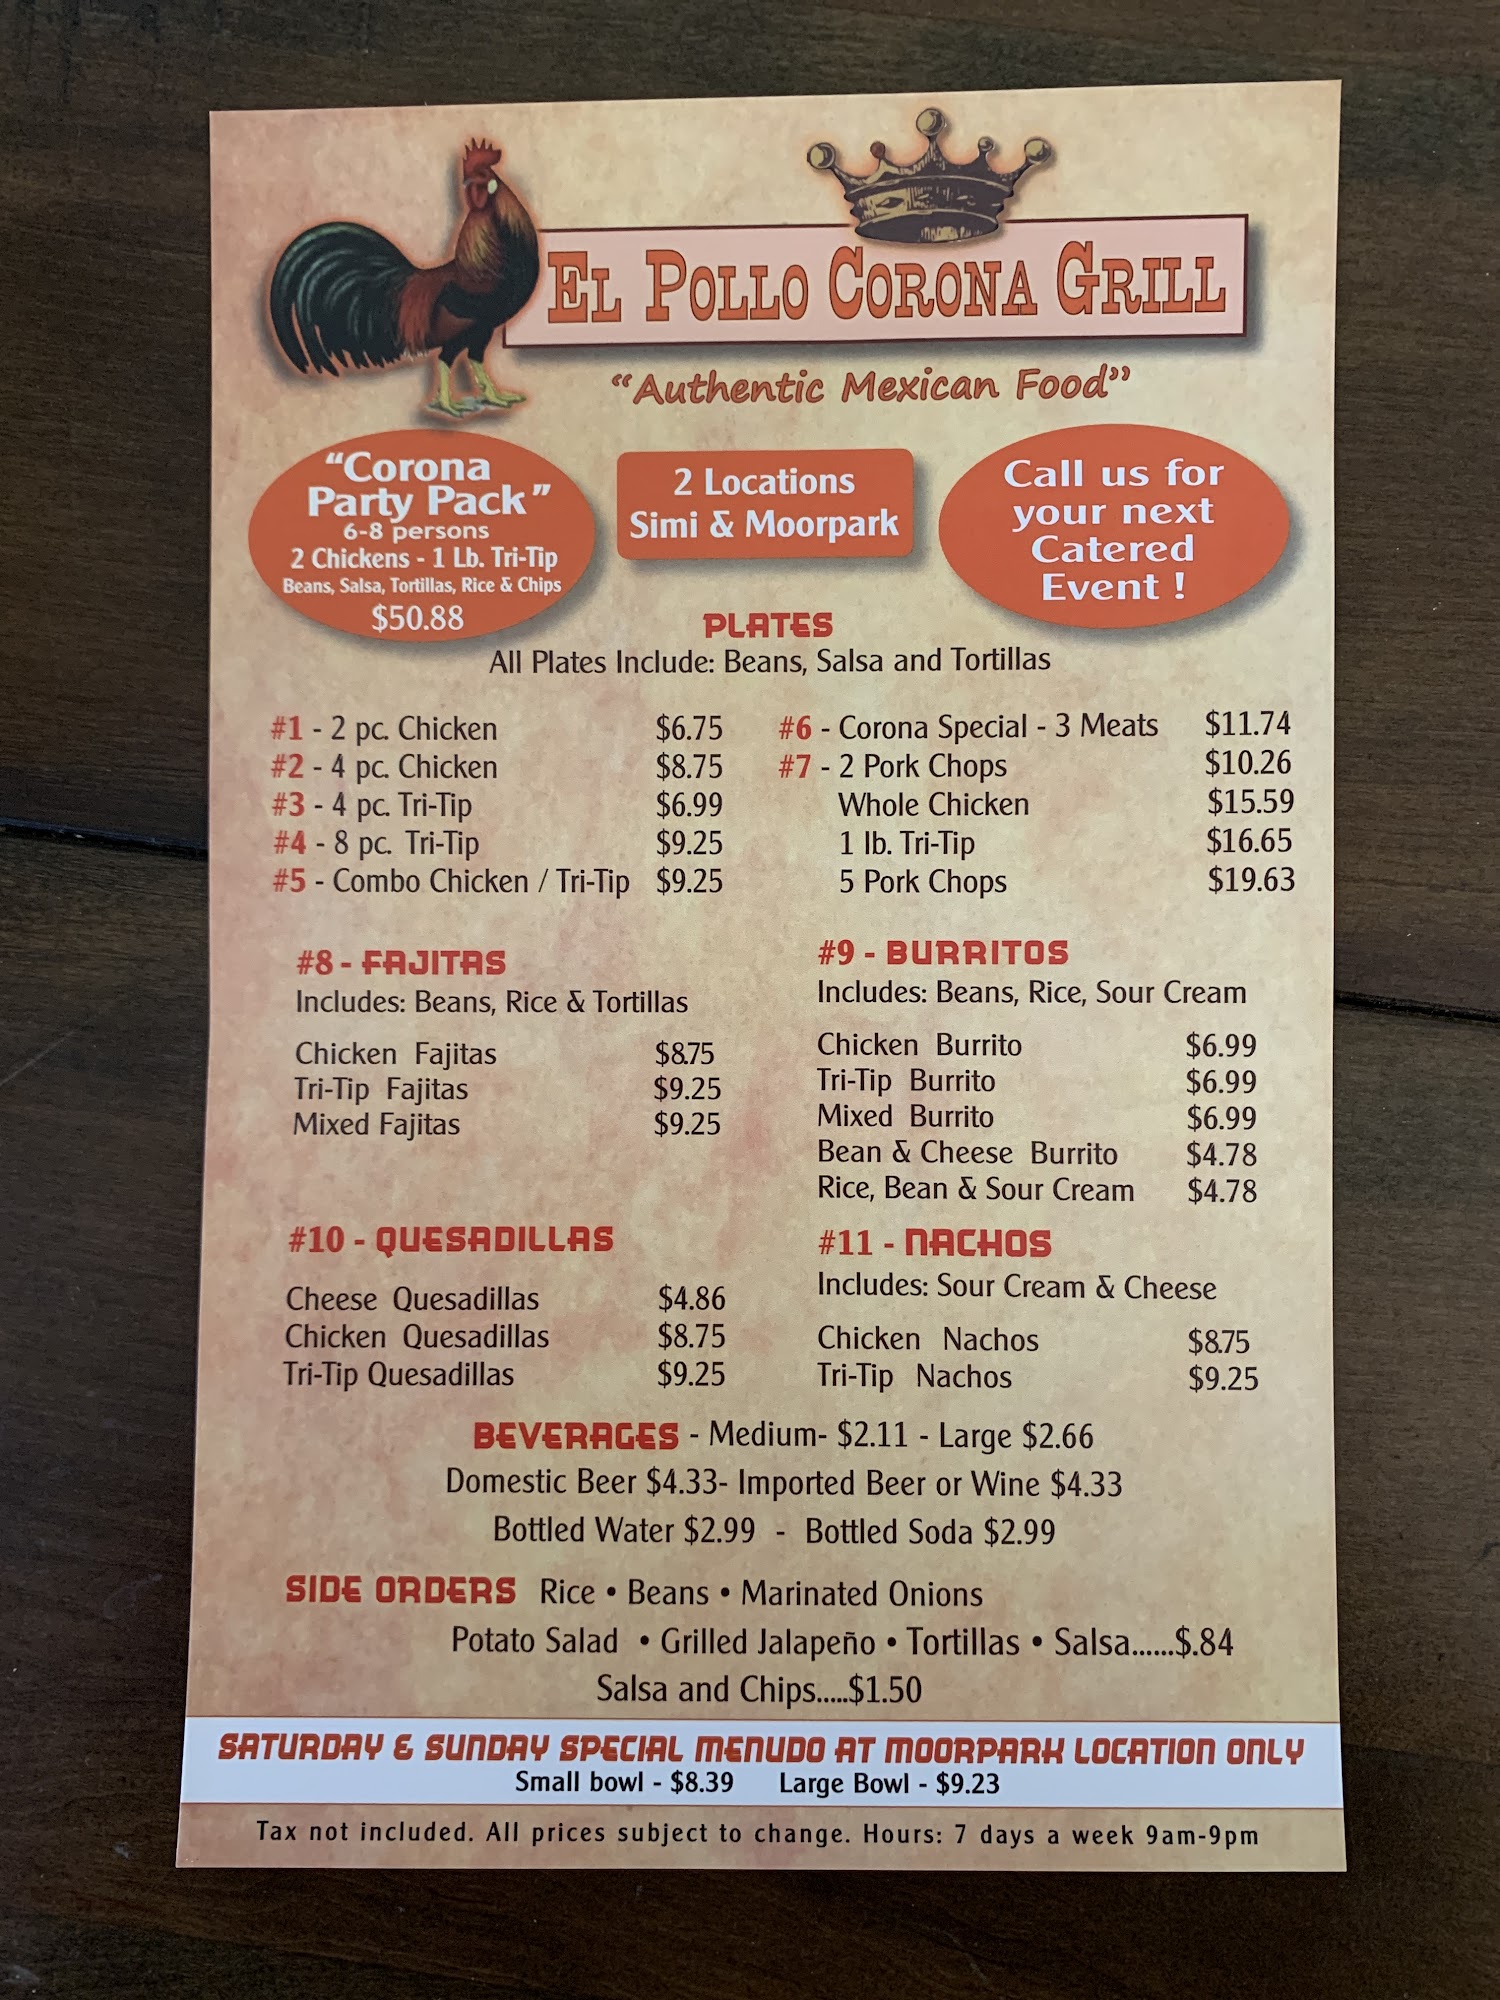 EL POLLO CORONA GRILL
"Authentic Mexican Food"
"Corona
Party Pack"
6-8 persons
2 Chickens - 1 Lb. Tri-Tip
Beans, Salsa, Tortillas, Rice & Chips
$50.88
2 Locations
Simi & Moorpark
Call us for
your next
Catered
Event !
PLATES
All Plates Include: Beans, Salsa and Tortillas
#1 - 2 pc. Chicken $6.75
#2 - 4 pc. Chicken $8.75
#3 - 4 pc. Tri-Tip $6.99
#4 - 8 pc. Tri-Tip $9.25
#5 - Combo Chicken / Tri-Tip $9.25
#6 - Corona Special - 3 Meats $11.74
#7 - 2 Pork Chops $10.26
Whole Chicken $15.59
1 lb. Tri-Tip $16.65
5 Pork Chops $19.63
#8 - FAJITAS
Includes: Beans, Rice & Tortillas
Chicken Fajitas $8.75
Tri-Tip Fajitas $9.25
Mixed Fajitas $9.25
#9 - BURRITOS
Includes: Beans, Rice, Sour Cream
Chicken Burrito $6.99
Tri-Tip Burrito $6.99
Mixed Burrito $6.99
Bean & Cheese Burrito $4.78
Rice, Bean & Sour Cream $4.78
#10 - QUESADILLAS
Cheese Quesadillas $4.86
Chicken Quesadillas $8.75
Tri-Tip Quesadillas $9.25
#11 - NACHOS
Includes: Sour Cream & Cheese
Chicken Nachos $8.75
Tri-Tip Nachos $9.25
BEVERAGES - Medium- $2.11 - Large $2.66
Domestic Beer $4.33- Imported Beer or Wine $4.33
Bottled Water $2.99 - Bottled Soda $2.99
SIDE ORDERS Rice • Beans • Marinated Onions
Potato Salad • Grilled Jalapeño • Tortillas • Salsa......$.84
Salsa and Chips.....$1.50
SATURDAY & SUNDAY SPECIAL MENUDO AT MOORPARK LOCATION ONLY
Small bowl - $8.39 Large Bowl - $9.23
Tax not included. All prices subject to change. Hours: 7 days a week 9am-9pm